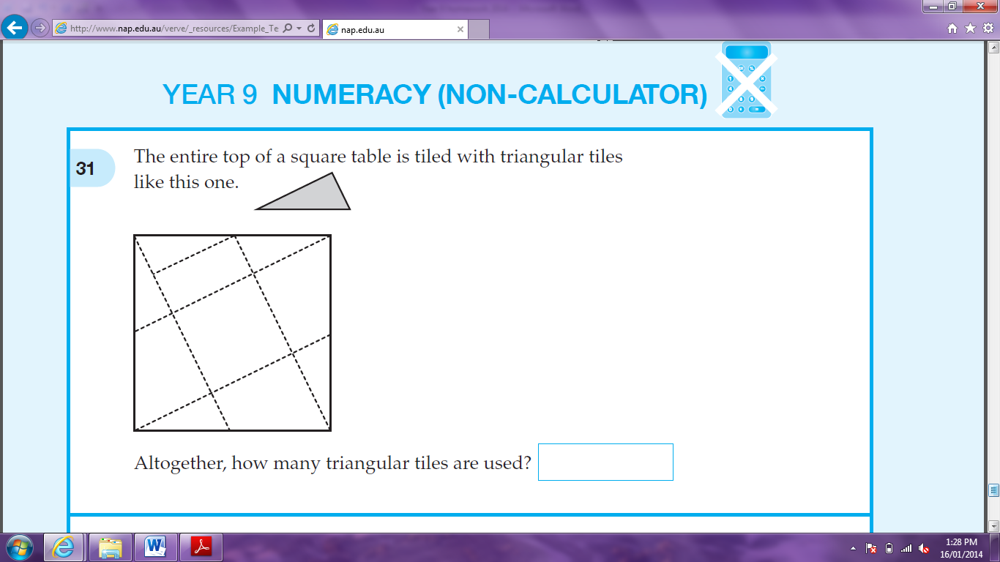 http://www.nap.edu.au/verve/_resources/Example_Te
nap.edu.au
YEAR 9 NUMERACY (NON-CALCULATOR)
31
The entire top of a square table is tiled with triangular tiles
like this one.
Altogether, how many triangular tiles are used?
1:28 PM
16/01/2014